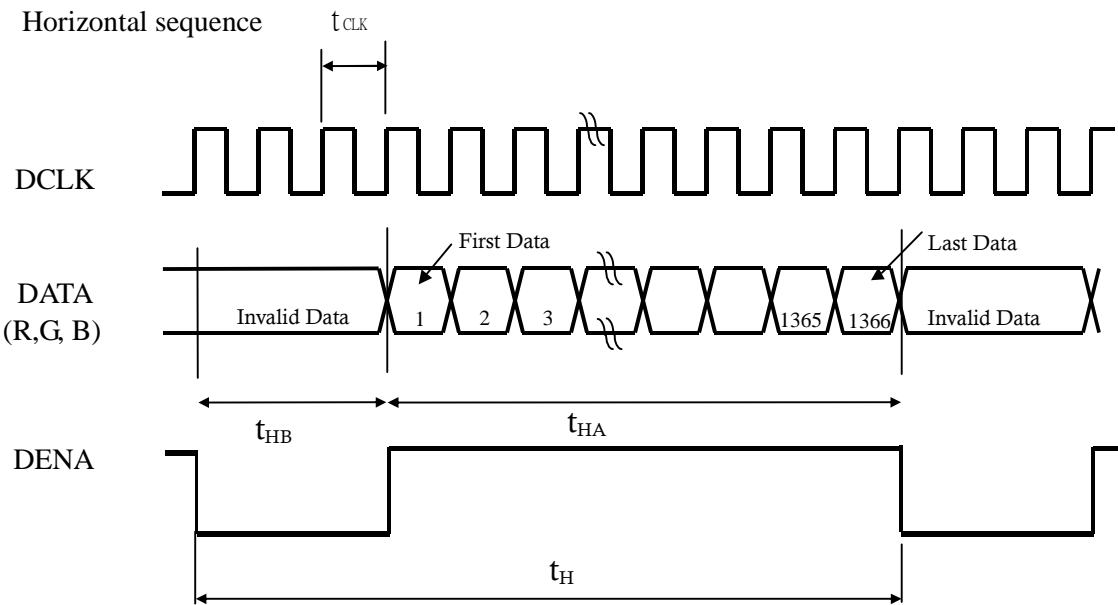 Horizontal sequence
tCLK
DCLK
First Data
Last Data
DATA
(R,G, B)
Invalid Data
1
2
3
1365
1366
Invalid Data
tHB
tHA
DENA
tH